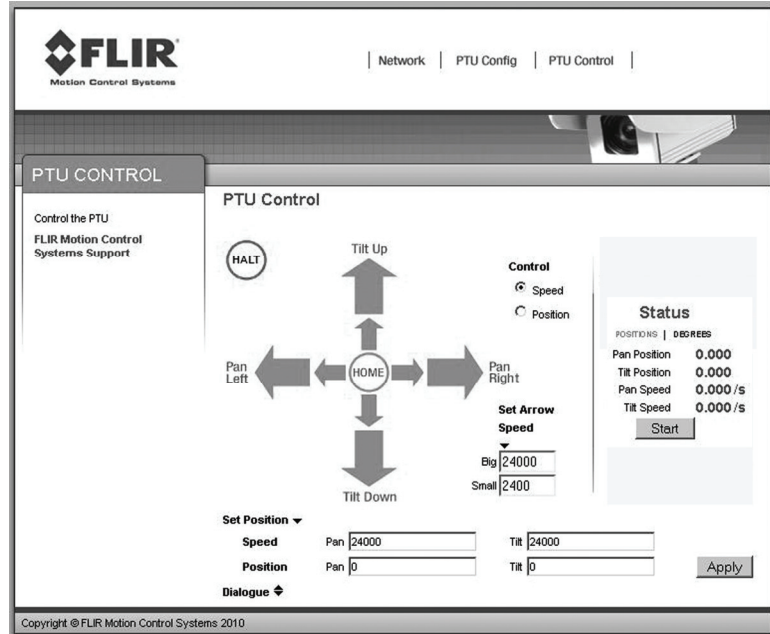 FLIR
Motion Control Systems
Network | PTU Config | PTU Control
PTU CONTROL
Control the PTU
FLIR Motion Control
Systems Support
PTU Control
HALT
Tilt Up
Pan
Left
HOME
Pan
Right
Tilt Down
Control
Speed
Position
Set Arrow
Speed
Big 24000
Small 2400
Status
POSITIONS | DEGREES
Pan Position 0.000
Tilt Position 0.000
Pan Speed 0.000 /s
Tilt Speed 0.000 /s
Start
Set Position
Speed Pan 24000 Tilt 24000
Position Pan 0 Tilt 0
Apply
Dialogue
Copyright © FLIR Motion Control Systems 2010